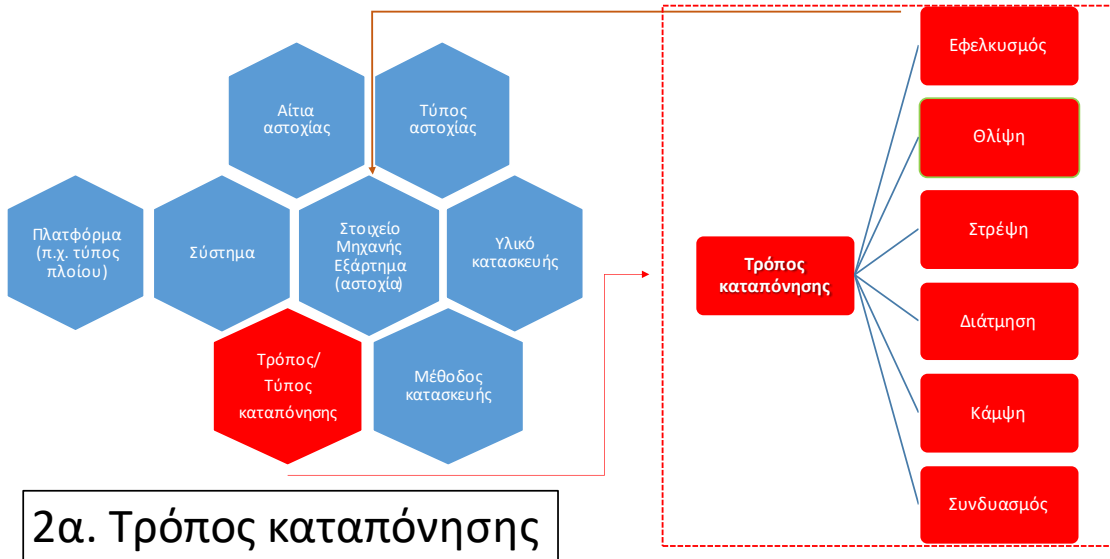 Αίτια
αστοχίας
Τύπος
αστοχίας
Πλατφόρμα
(π.χ. τύπος
πλοίου)
Σύστημα
Στοιχείο
Μηχανής
Εξάρτημα
(αστοχία)
Υλικό
κατασκευής
Τρόπος/
Τύπος
καταπόνησης
Μέθοδος
κατασκευής
Τρόπος
καταπόνησης
Εφελκυσμός
Θλίψη
Στρέψη
Διάτμηση
Κάμψη
Συνδυασμός
2α. Τρόπος καταπόνησης